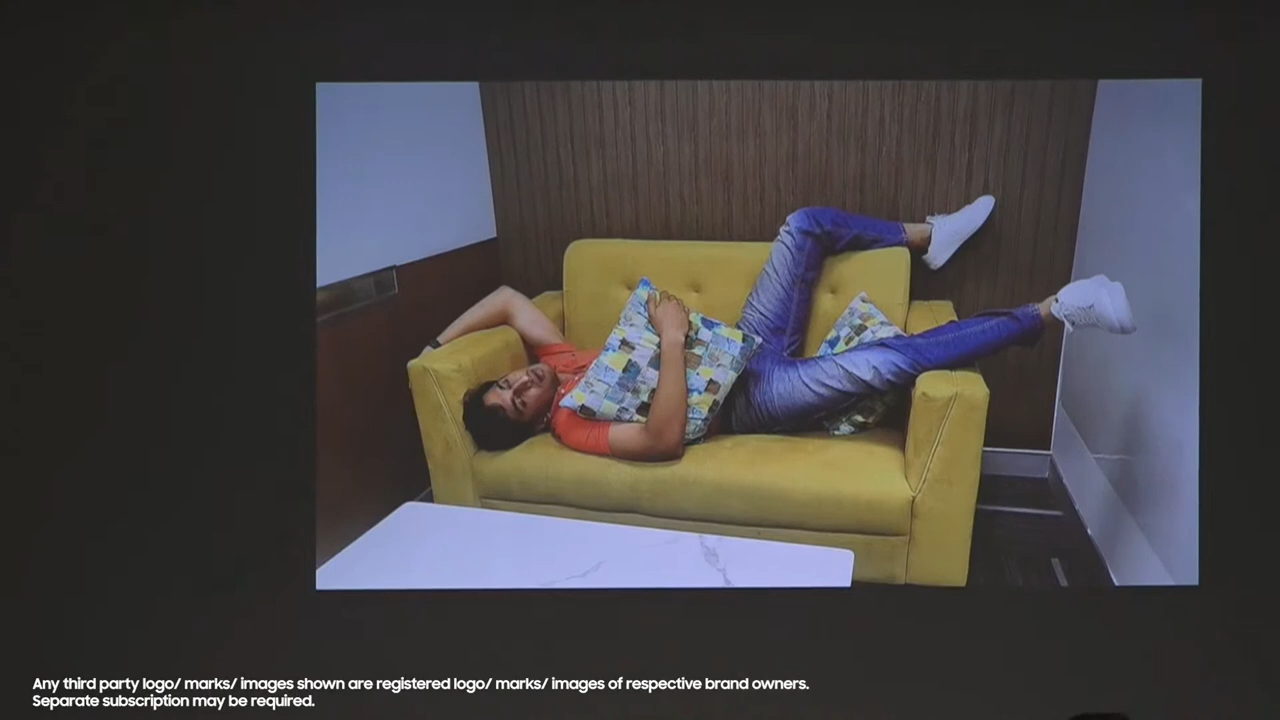 Any third party logo/ marks/ images shown are registered logo/ marks/ images of respective brand owners.
Separate subscription may be required.